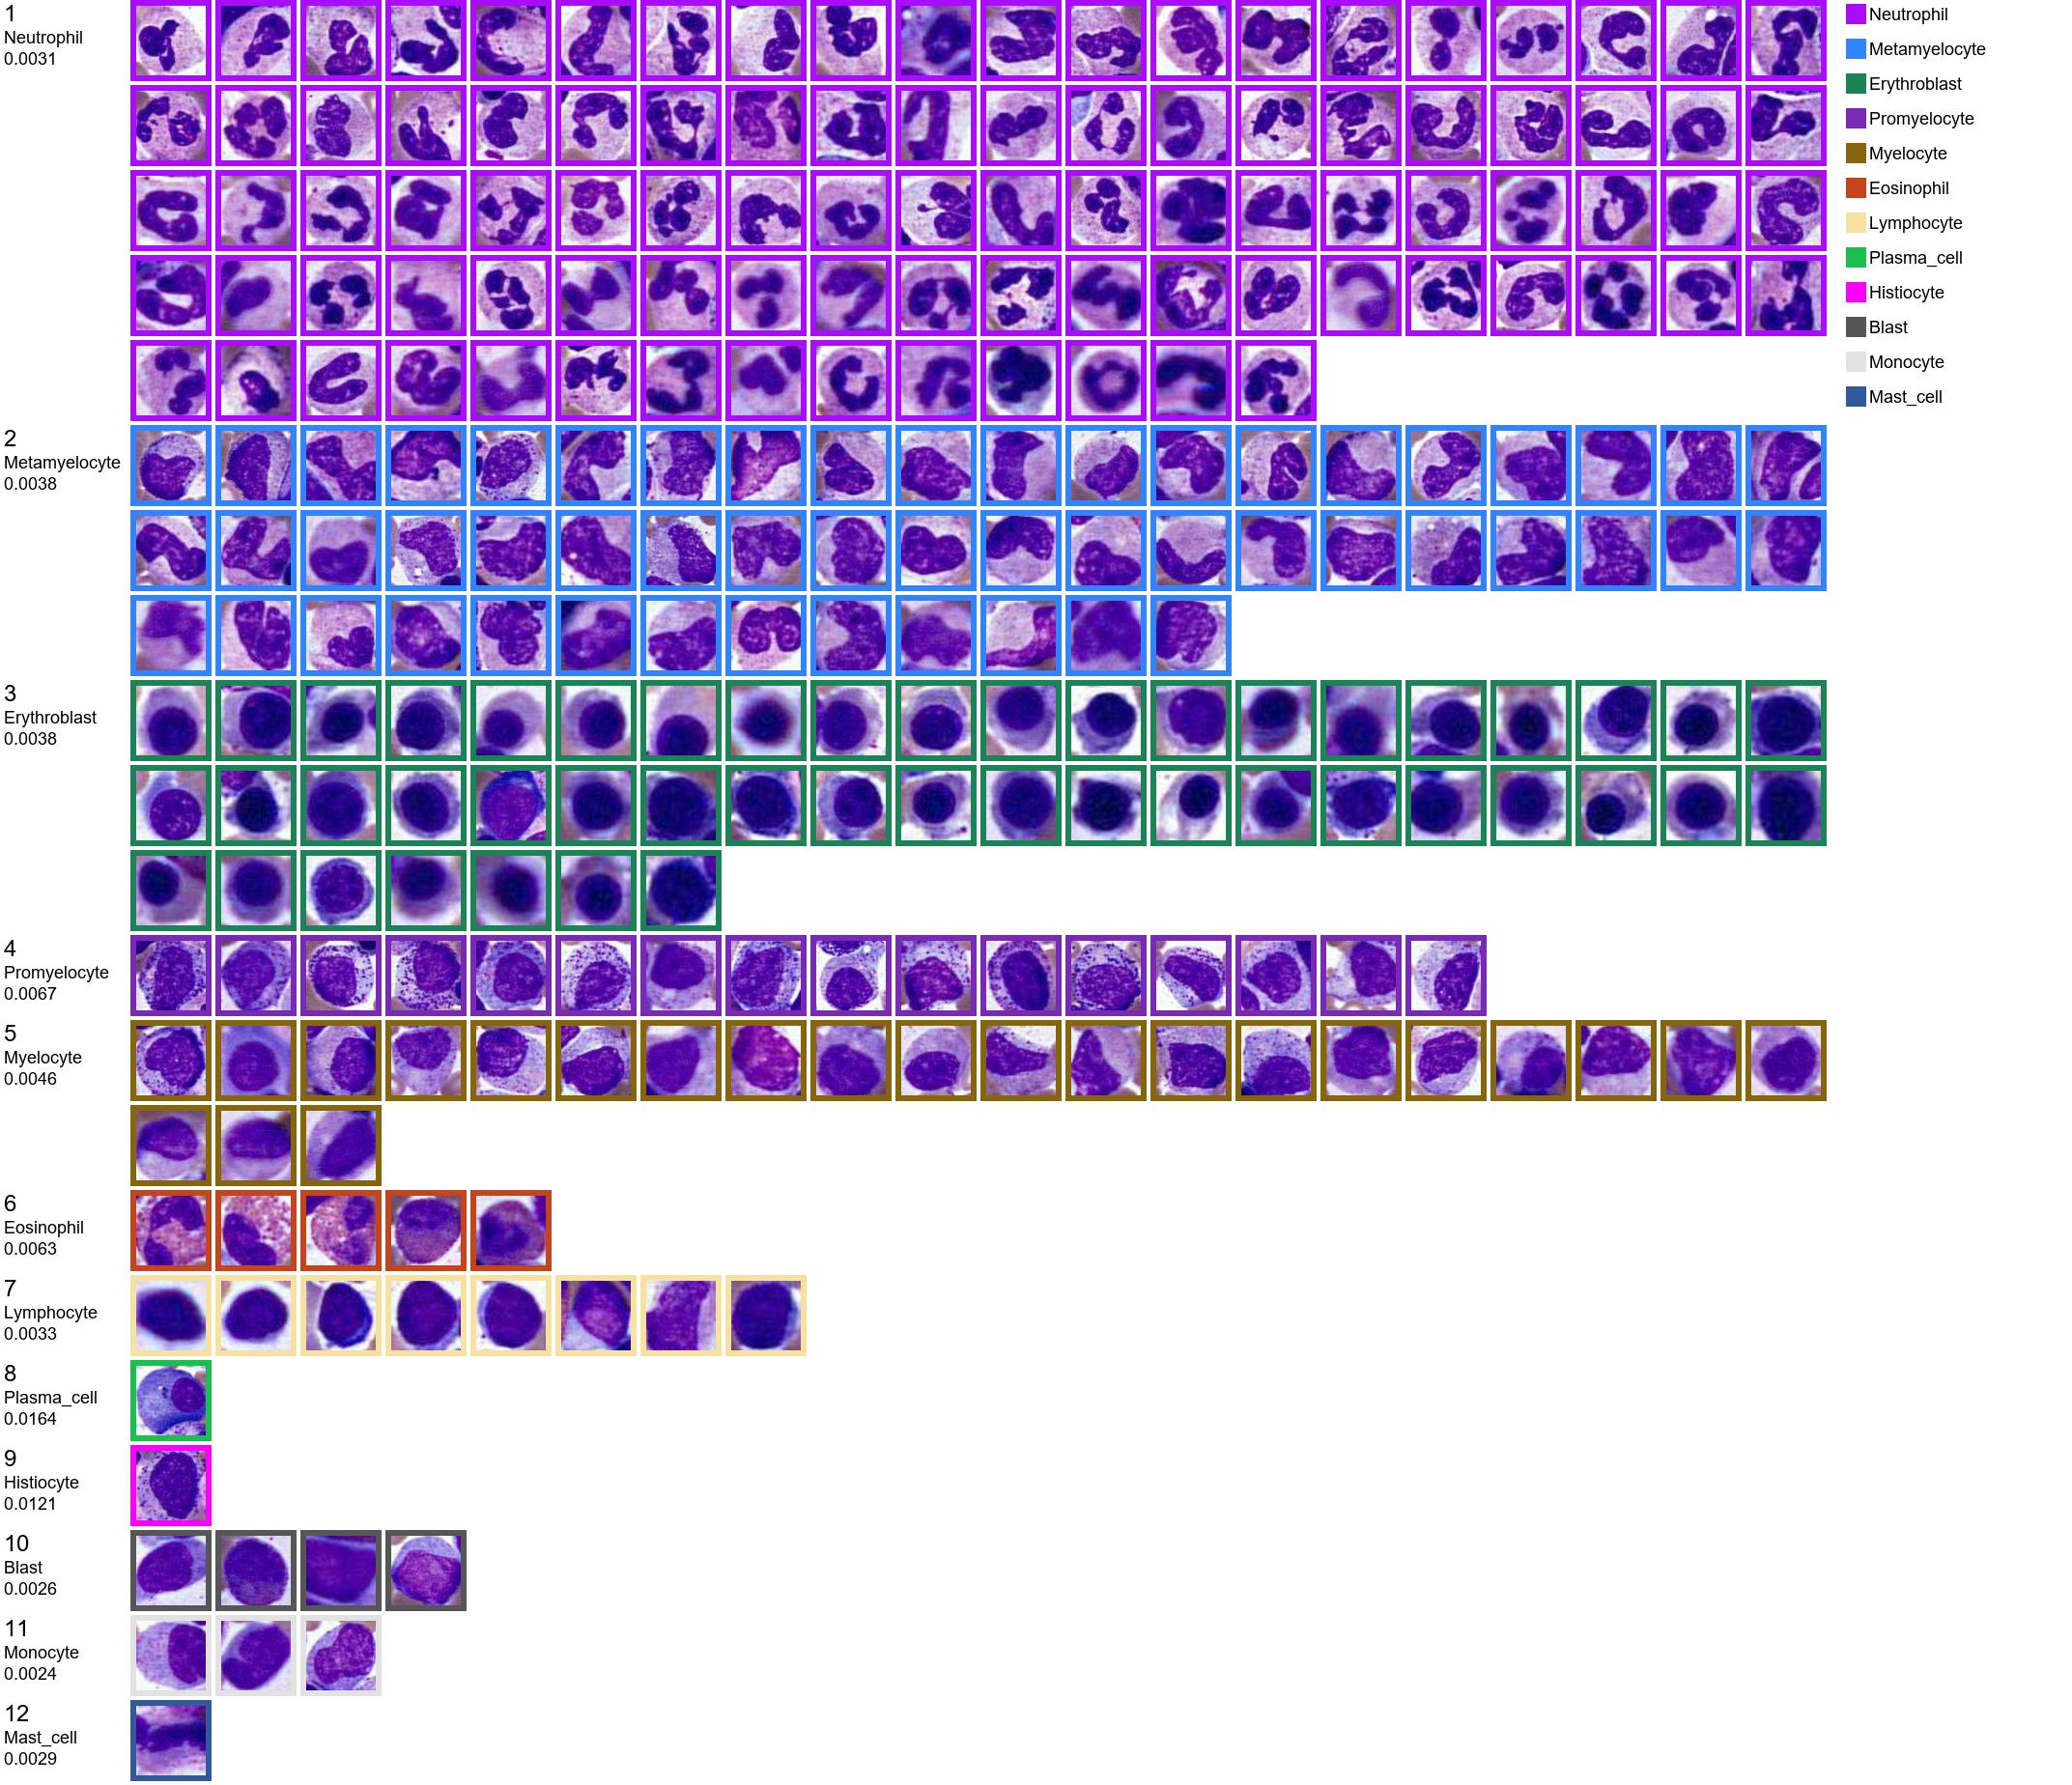 1
Neutrophil
0.0031
2
Metamyelocyte
0.0038
3
Erythroblast
0.0038
4
Promyelocyte
0.0067
5
Myelocyte
0.0046
6
Eosinophil
0.0063
7
Lymphocyte
0.0033
8
Plasma_cell
0.0164
9
Histiocyte
0.0121
10
Blast
0.0026
11
Monocyte
0.0024
12
Mast_cell
0.0029
Neutrophil
Metamyelocyte
Erythroblast
Promyelocyte
Myelocyte
Eosinophil
Lymphocyte
Plasma_cell
Histiocyte
Blast
Monocyte
Mast_cell